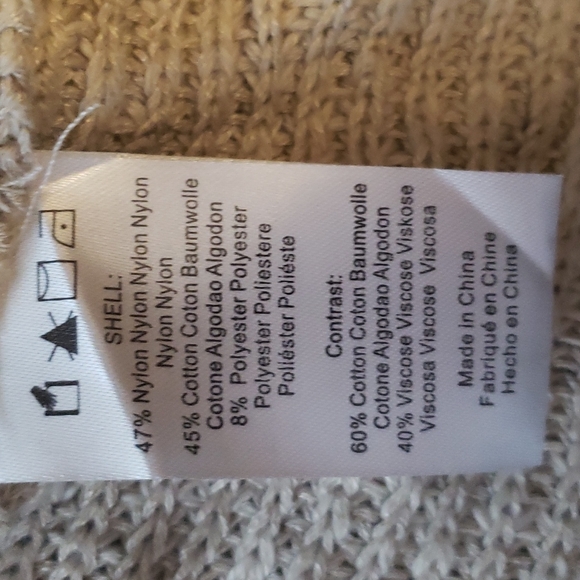 SHELL:
47% Nylon Nylon Nylon Nylon
Nylon Nylon
45% Cotton Coton Baumwolle
Cotone Algodao Algodon
8% Polyester Polyester
Polyester Poliestere
Poliéster Poliéste
Contrast:
60% Cotton Coton Baumwolle
Cotone Algodao Algodon
40% Viscose Viscose Viskose
Viscosa Viscose Viscosa
Made in China
Fabriqué en Chine
Hecho en China